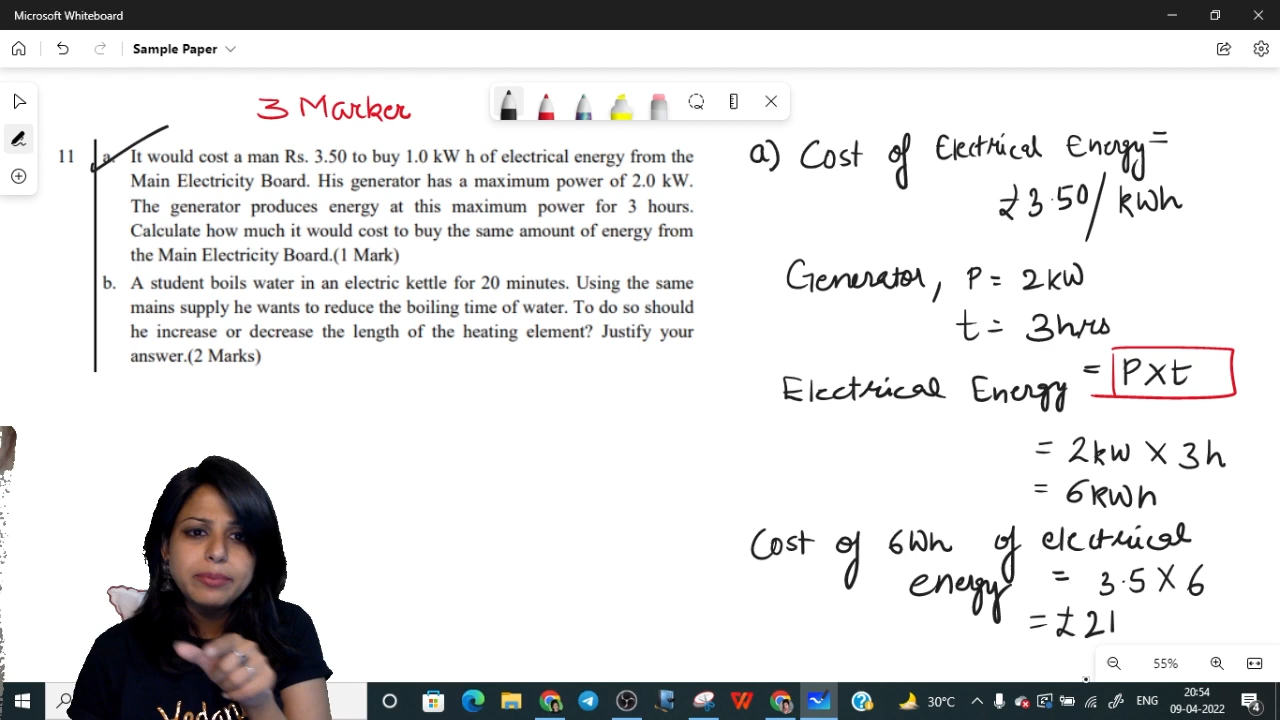 Microsoft Whiteboard
Sample Paper
3 Marker
11 a. It would cost a man Rs. 3.50 to buy 1.0 kW h of electrical energy from the
Main Electricity Board. His generator has a maximum power of 2.0 kW.
The generator produces energy at this maximum power for 3 hours.
Calculate how much it would cost to buy the same amount of energy from
the Main Electricity Board.(1 Mark)
b. A student boils water in an electric kettle for 20 minutes. Using the same
mains supply he wants to reduce the boiling time of water. To do so should
he increase or decrease the length of the heating element? Justify your
answer.(2 Marks)
a) Cost of Electrical Energy =
₹3.50/kWh
Generator, P = 2kW
t = 3hrs
Electrical Energy = P×t
= 2kW × 3h
= 6kWh
Cost of 6Wh of electrical
energy = 3.5 × 6
= ₹21
Vedan
55%
30°C
ENG
20:54
09-04-2022
4